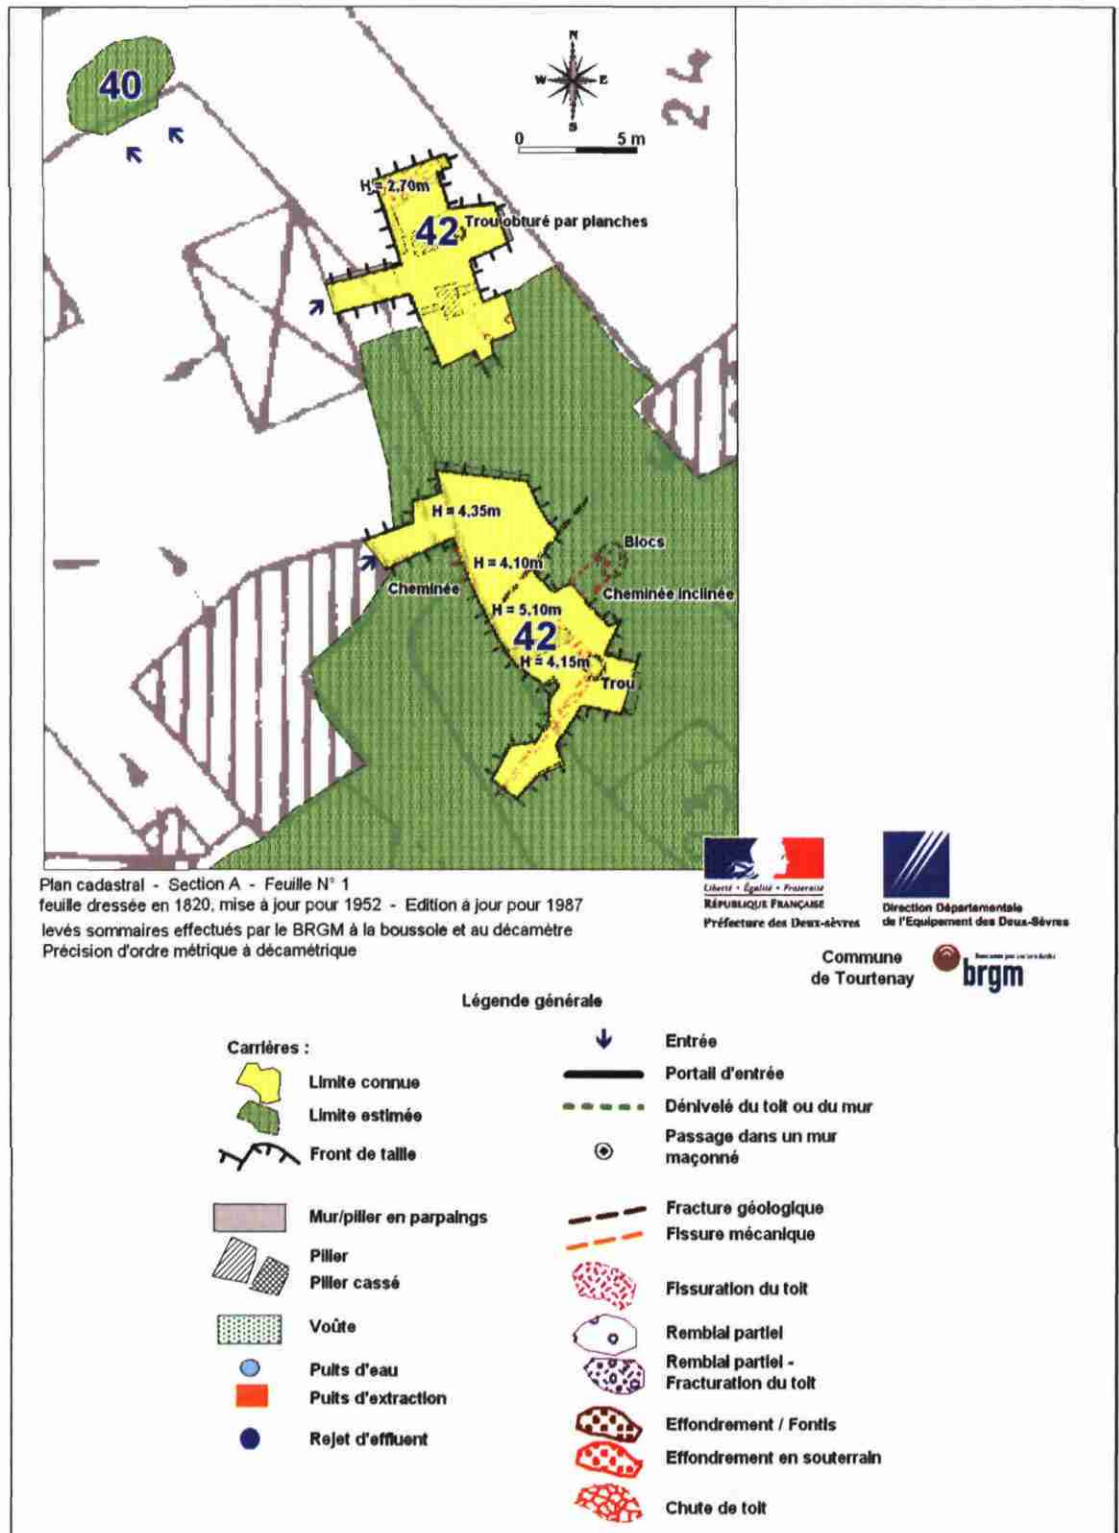 40
N
W E
S
0 5 m
24
H = 2,70m
42
Trou obturé par planches
H = 4,35m
Blocs
H = 4,10m
Cheminée
Cheminée inclinée
H = 5,10m
42
H = 4,15m
Trou
Plan cadastral - Section A - Feuille N° 1
feuille dressée en 1820, mise à jour pour 1952 - Edition à jour pour 1987
levés sommaires effectués par le BRGM à la boussole et au décamètre
Précision d'ordre métrique à décamétrique
Liberté • Égalité • Fraternité
RÉPUBLIQUE FRANÇAISE
Préfecture des Deux-sèvres
Direction Départementale
de l'Equipement des Deux-Sèvres
Commune
de Tourtenay
brgm
Légende générale
Carrières :
Limite connue
Limite estimée
Front de taille
Mur/pilier en parpaings
Pilier
Pilier cassé
Voûte
Puits d'eau
Puits d'extraction
Rejet d'effluent
Entrée
Portail d'entrée
Dénivelé du toit ou du mur
Passage dans un mur
maçonné
Fracture géologique
Fissure mécanique
Fissuration du toit
Remblai partiel
Remblai partiel -
Fracturation du toit
Effondrement / Fontis
Effondrement en souterrain
Chute de toit